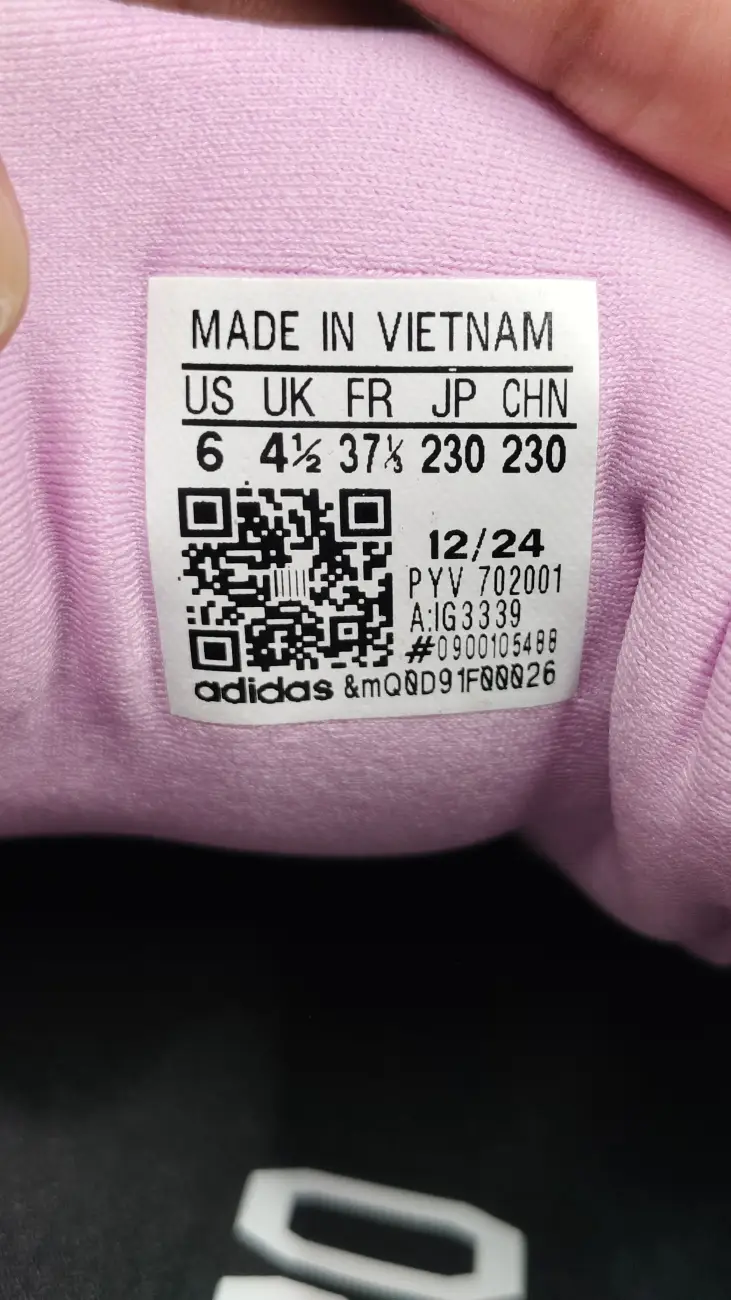 MADE IN VIETNAM
US UK FR JP CHN
6 4½ 37⅓ 230 230
12/24
PYV 702001
A:IG3339
#0900105488
adidas &mQ0D91F00026